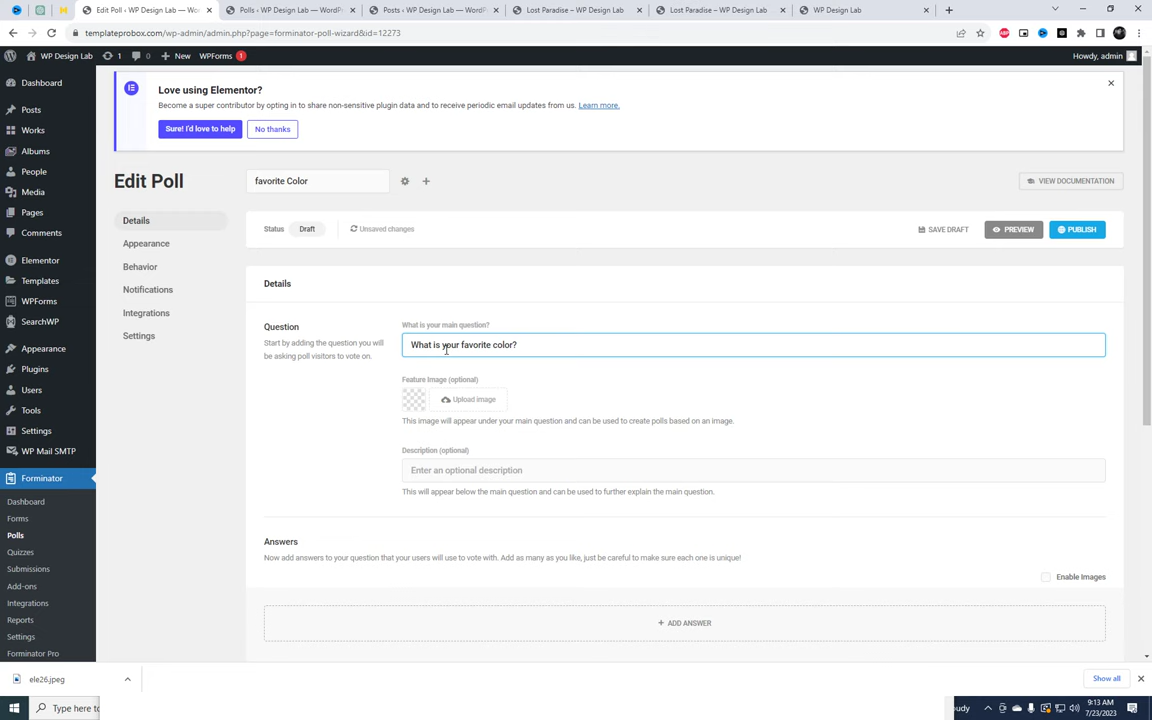 Edit Poll ‹ WP Design Lab — Wo
Polls ‹ WP Design Lab — WordPr
Posts ‹ WP Design Lab — WordPr
Lost Paradise – WP Design Lab
Lost Paradise – WP Design Lab
WP Design Lab
templateprobox.com/wp-admin/admin.php?page=forminator-poll-wizard&id=12273
WP Design Lab
1
0
New
WPForms
1
Howdy, admin
Dashboard
Posts
Works
Albums
People
Media
Pages
Comments
Elementor
Templates
WPForms
SearchWP
Appearance
Plugins
Users
Tools
Settings
WP Mail SMTP
Forminator
Dashboard
Forms
Polls
Quizzes
Submissions
Add-ons
Integrations
Reports
Settings
Forminator Pro
Love using Elementor?
Become a super contributor by opting in to share non-sensitive plugin data and to receive periodic email updates from us. Learn more.
Sure! I'd love to help
No thanks
Edit Poll
favorite Color
VIEW DOCUMENTATION
Details
Appearance
Behavior
Notifications
Integrations
Settings
Status
Draft
Unsaved changes
SAVE DRAFT
PREVIEW
PUBLISH
Details
Question
Start by adding the question you will
be asking poll visitors to vote on.
What is your main question?
What is your favorite color?
Feature Image (optional)
Upload image
This image will appear under your main question and can be used to create polls based on an image.
Description (optional)
Enter an optional description
This will appear below the main question and can be used to further explain the main question.
Answers
Now add answers to your question that your users will use to vote with. Add as many as you like, just be careful to make sure each one is unique!
Enable Images
ADD ANSWER
ele26.jpeg
Show all
Type here to
oudy
9:13 AM
7/23/2023